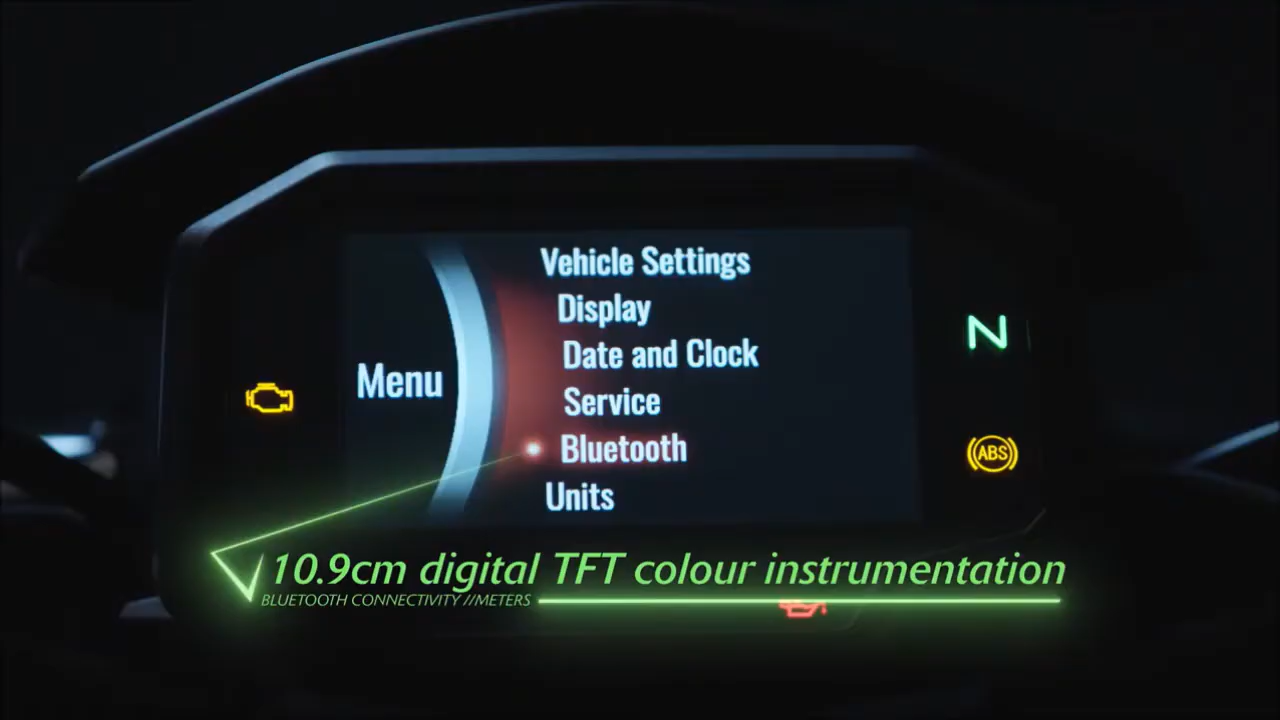 Vehicle Settings
Display
Date and Clock
Menu
Service
Bluetooth
Units
N
ABS
10.9cm digital TFT colour instrumentation
BLUETOOTH CONNECTIVITY //METERS